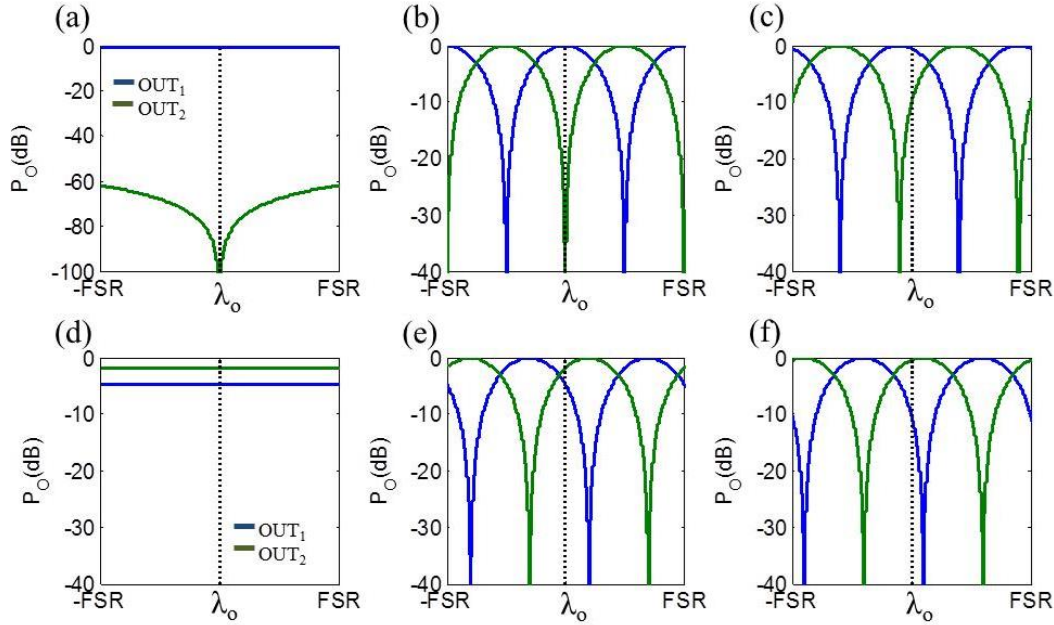 (a)
0
-20
-40
-60
-80
-100
P_O(dB)
OUT₁
OUT₂
-FSR
λₒ
FSR
(b)
0
-10
-20
-30
-40
P_O(dB)
-FSR
λₒ
FSR
(c)
0
-10
-20
-30
-40
P_O(dB)
-FSR
λₒ
FSR
(d)
0
-10
-20
-30
-40
P_O(dB)
OUT₁
OUT₂
-FSR
λₒ
FSR
(e)
0
-10
-20
-30
-40
P_O(dB)
-FSR
λₒ
FSR
(f)
0
-10
-20
-30
-40
P_O(dB)
-FSR
λₒ
FSR